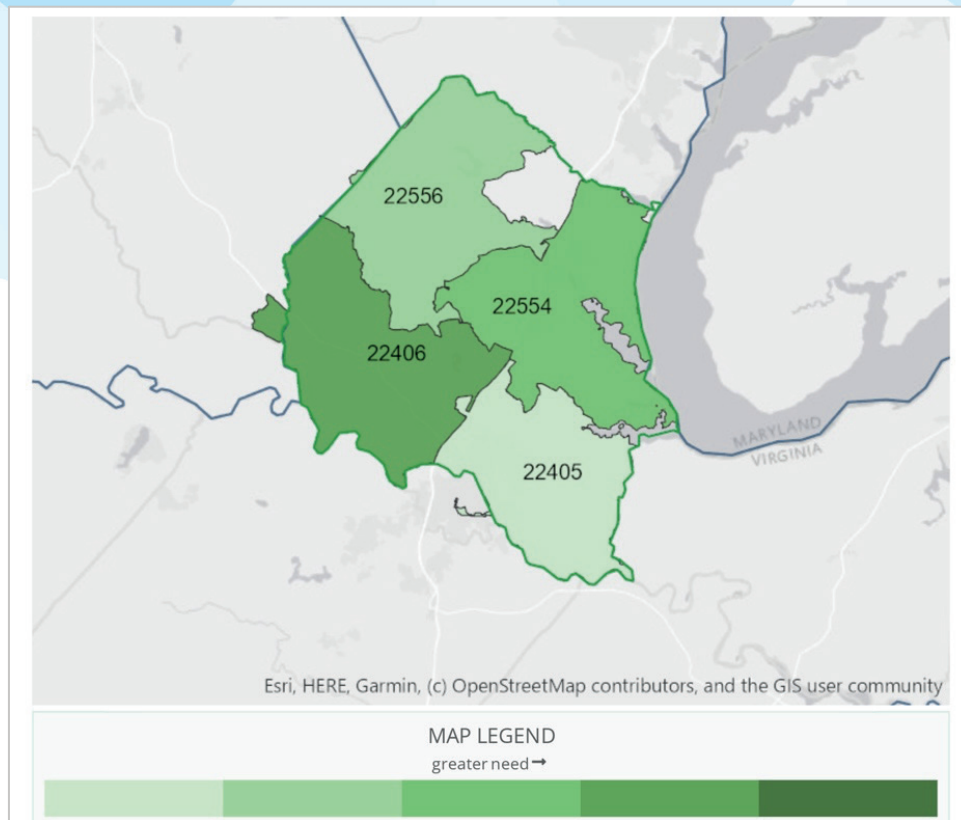 22556
22554
22406
MARYLAND
VIRGINIA
22405
Esri, HERE, Garmin, (c) OpenStreetMap contributors, and the GIS user community
MAP LEGEND
greater need→